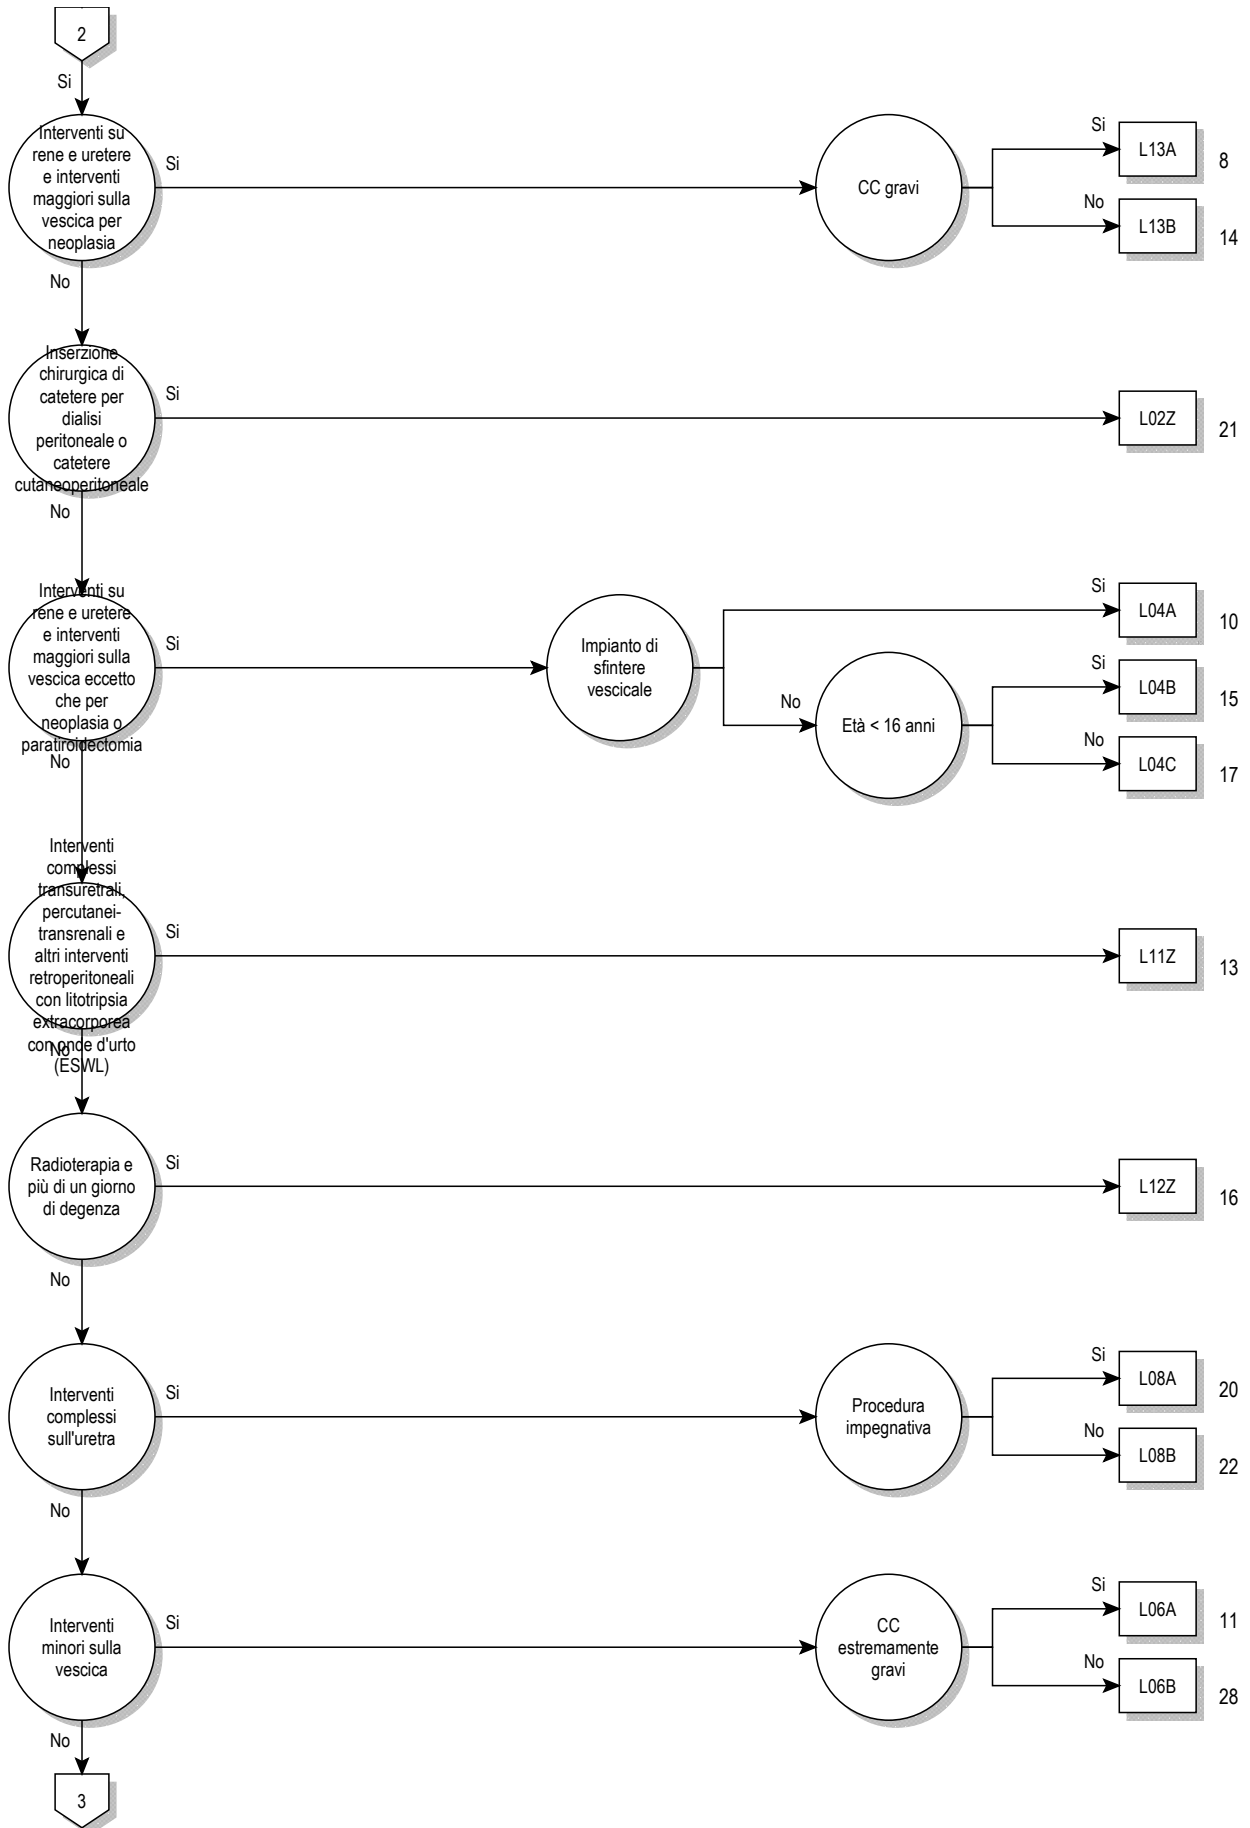 2
Si
Interventi su
rene e uretere
e interventi
maggiori sulla
vescica per
neoplasia
Si
CC gravi
Si
L13A
8
No
L13B
14
No
Inserzione
chirurgica di
catetere per
dialisi
peritoneale o
catetere
cutaneoperitoneale
Si
L02Z
21
No
Interventi su
rene e uretere
e interventi
maggiori sulla
vescica eccetto
che per
neoplasia o
paratiroidectomia
Si
Impianto di
sfintere
vescicale
Si
L04A
10
No
Età < 16 anni
Si
L04B
15
No
L04C
17
No
Interventi
complessi
transuretrali,
percutanei-
transrenali e
altri interventi
retroperitoneali
con litotripsia
extracorporea
con onde d'urto
(ESWL)
Si
L11Z
13
No
Radioterapia e
più di un giorno
di degenza
Si
L12Z
16
No
Interventi
complessi
sull'uretra
Si
Procedura
impegnativa
Si
L08A
20
No
L08B
22
No
Interventi
minori sulla
vescica
Si
CC
estremamente
gravi
Si
L06A
11
No
L06B
28
No
3